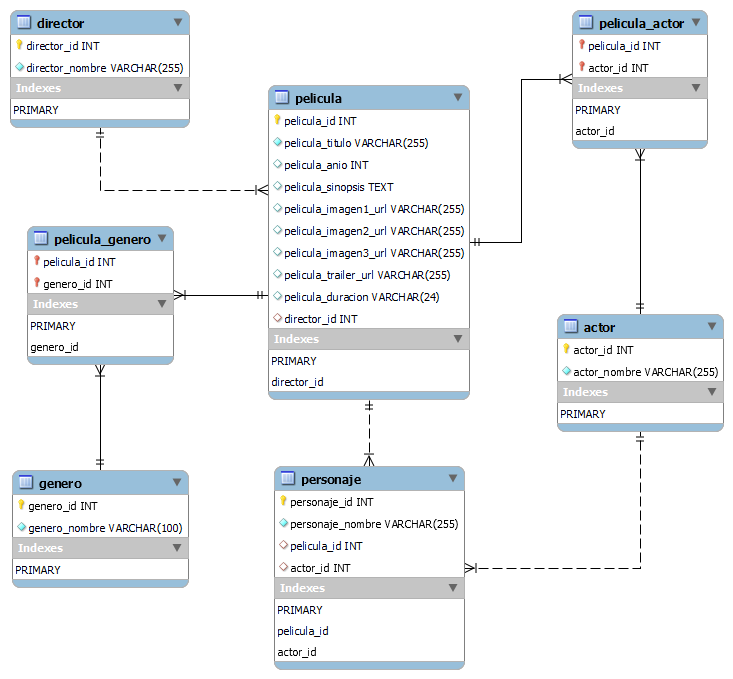 director
director_id INT
director_nombre VARCHAR(255)
Indexes
PRIMARY
pelicula
pelicula_id INT
pelicula_titulo VARCHAR(255)
pelicula_anio INT
pelicula_sinopsis TEXT
pelicula_imagen1_url VARCHAR(255)
pelicula_imagen2_url VARCHAR(255)
pelicula_imagen3_url VARCHAR(255)
pelicula_trailer_url VARCHAR(255)
pelicula_duracion VARCHAR(24)
director_id INT
Indexes
PRIMARY
director_id
pelicula_actor
pelicula_id INT
actor_id INT
Indexes
PRIMARY
actor_id
pelicula_genero
pelicula_id INT
genero_id INT
Indexes
PRIMARY
genero_id
actor
actor_id INT
actor_nombre VARCHAR(255)
Indexes
PRIMARY
genero
genero_id INT
genero_nombre VARCHAR(100)
Indexes
PRIMARY
personaje
personaje_id INT
personaje_nombre VARCHAR(255)
pelicula_id INT
actor_id INT
Indexes
PRIMARY
pelicula_id
actor_id